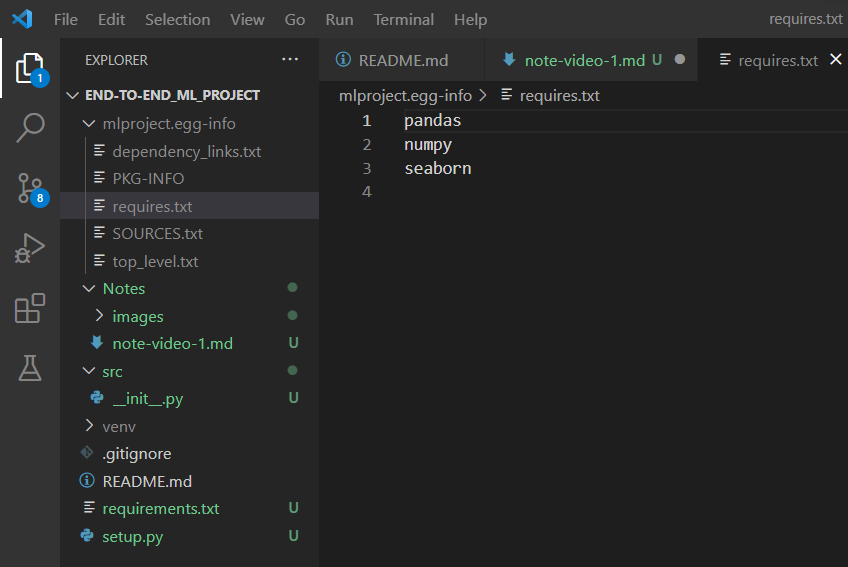 File Edit Selection View Go Run Terminal Help requires.txt
EXPLORER ...
README.md note-video-1.md U requires.txt
1
END-TO-END_ML_PROJECT
mlproject.egg-info > requires.txt
mlproject.egg-info
1 pandas
2 numpy
3 seaborn
4
dependency_links.txt
PKG-INFO
8
requires.txt
SOURCES.txt
top_level.txt
Notes
images
note-video-1.md U
src
__init__.py U
venv
.gitignore
README.md
requirements.txt U
setup.py U